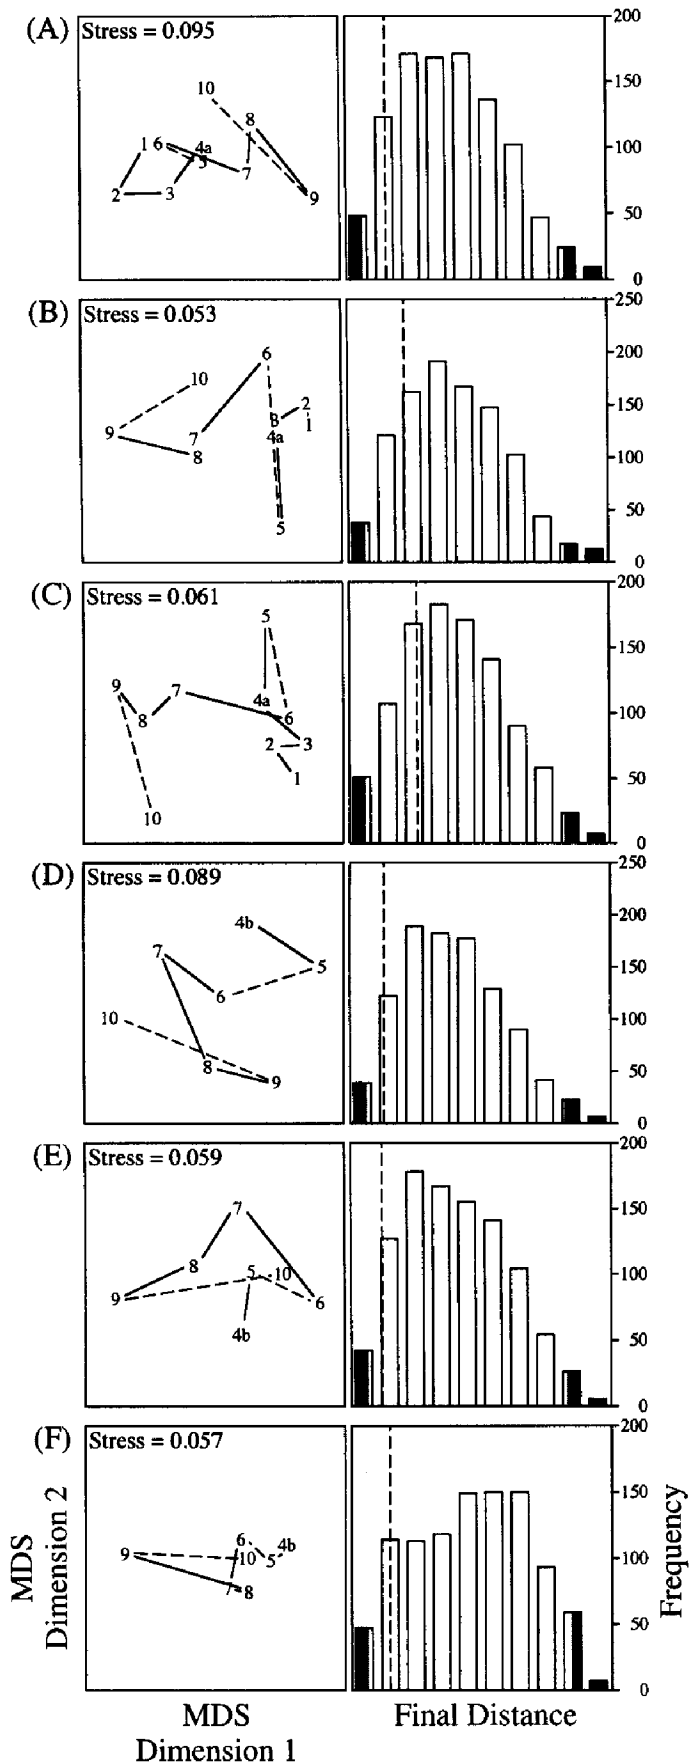 (A)
Stress = 0.095
10
8
1 6 4a
5
7
2 3 9
200
150
100
50
0
(B)
Stress = 0.053
6
10
2
3
9 7 4a 1
8
5
250
200
150
100
50
0
(C)
Stress = 0.061
5
9 7
4a
8 6
2 3
1
10
200
150
100
50
0
(D)
Stress = 0.089
4b
7
5
6
10
8
9
250
200
150
100
50
0
(E)
Stress = 0.059
7
8 5 10
9 6
4b
200
150
100
50
0
(F)
Stress = 0.057
6 4b
9 10 5
7 8
200
150
100
50
0
MDS
Dimension 2
Frequency
MDS
Dimension 1
Final Distance